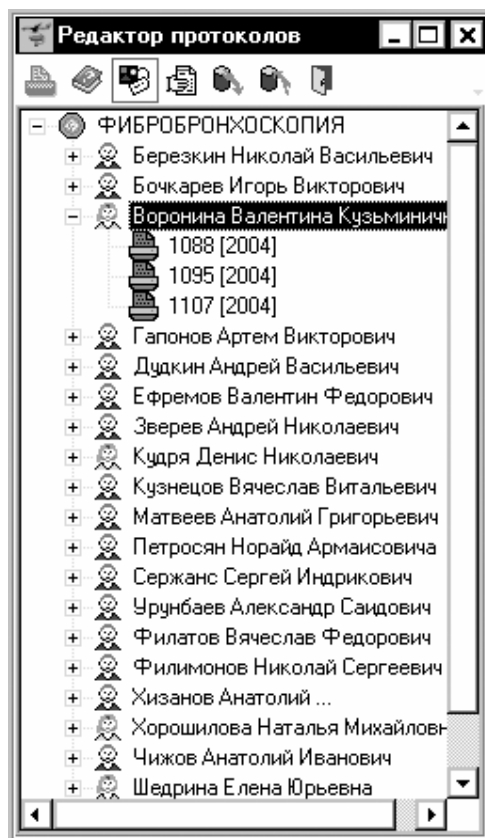 Редактор протоколов
ФИБРОБРОНХОСКОПИЯ
Березкин Николай Васильевич
Бочкарев Игорь Викторович
Воронина Валентина Кузьминичн
1088 [2004]
1095 [2004]
1107 [2004]
Гапонов Артем Викторович
Дудкин Андрей Васильевич
Ефремов Валентин Федорович
Зверев Андрей Николаевич
Кудря Денис Николаевич
Кузнецов Вячеслав Витальевич
Матвеев Анатолий Григорьевич
Петросян Норайд Армаисовича
Сержанс Сергей Индрикович
Урунбаев Александр Саидович
Филатов Вячеслав Федорович
Филимонов Николай Сергеевич
Хизанов Анатолий ...
Хорошилова Наталья Михайловн
Чижов Анатолий Иванович
Шедрина Елена Юрьевна